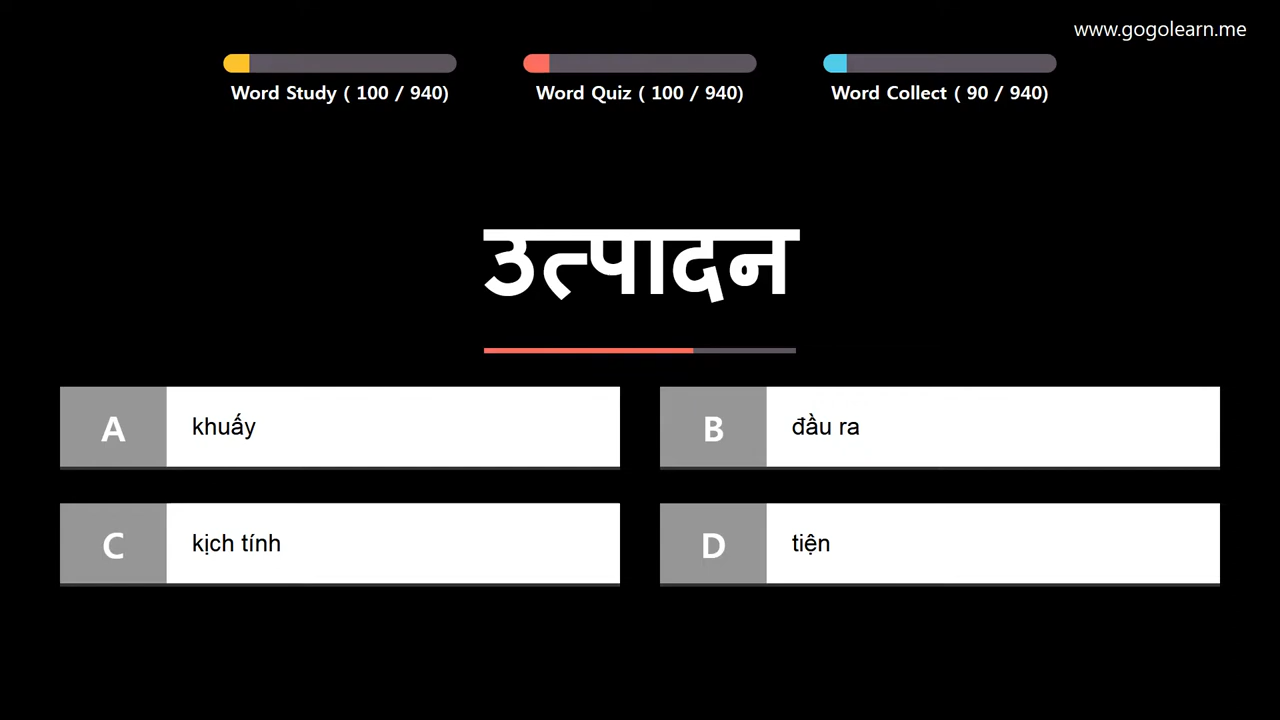 www.gogolearn.me
Word Study ( 100 / 940)
Word Quiz ( 100 / 940)
Word Collect ( 90 / 940)
उत्पादन
A khuấy
B đầu ra
C kịch tính
D tiện